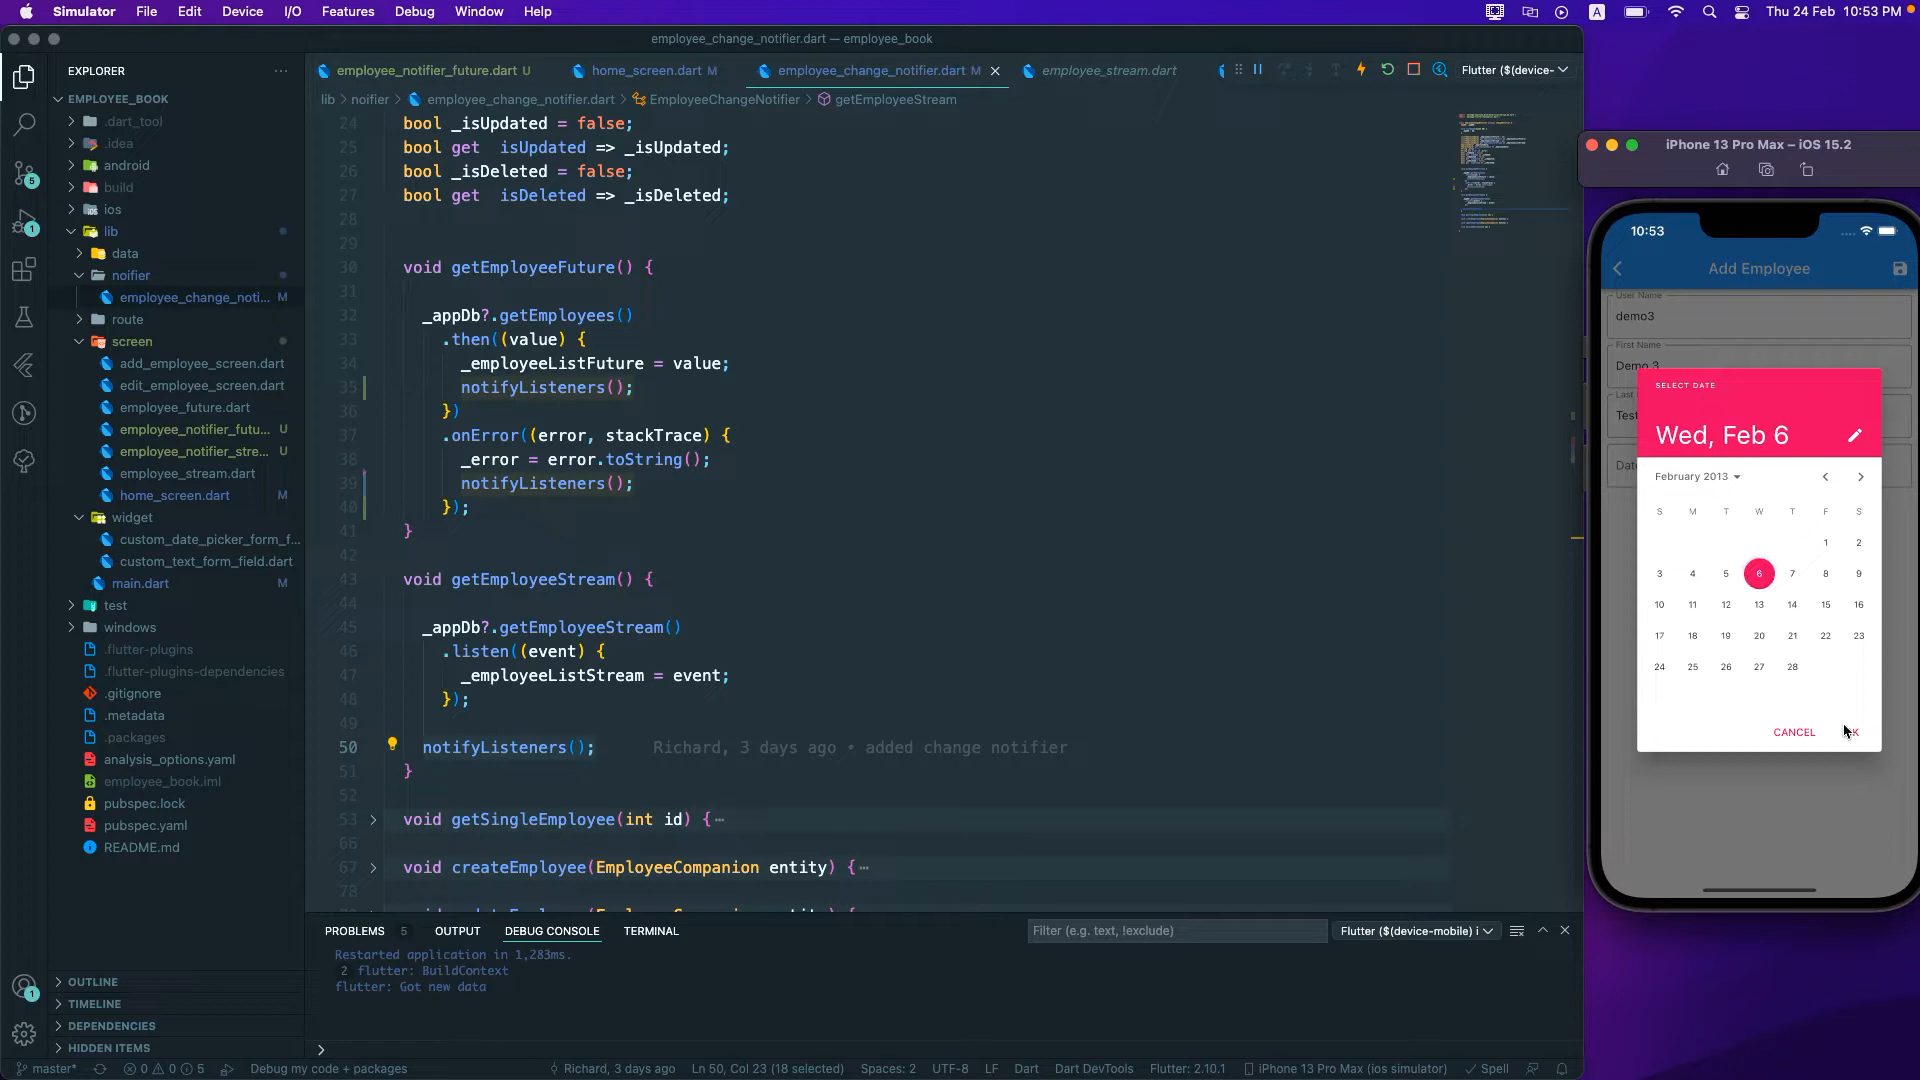 Simulator File Edit Device I/O Features Debug Window Help
A Thu 24 Feb 10:53 PM
employee_change_notifier.dart — employee_book
EXPLORER
employee_notifier_future.dart U
home_screen.dart M
employee_change_notifier.dart M
employee_stream.dart
Flutter ($(device-
lib > noifier > employee_change_notifier.dart > EmployeeChangeNotifier > getEmployeeStream
EMPLOYEE_BOOK
.dart_tool
.idea
android
build
ios
lib
data
noifier
employee_change_noti... M
route
screen
add_employee_screen.dart
edit_employee_screen.dart
employee_future.dart
employee_notifier_futu... U
employee_notifier_stre... U
employee_stream.dart
home_screen.dart M
widget
custom_date_picker_form_f...
custom_text_form_field.dart
main.dart M
test
windows
.flutter-plugins
.flutter-plugins-dependencies
.gitignore
.metadata
.packages
analysis_options.yaml
employee_book.iml
pubspec.lock
pubspec.yaml
README.md
OUTLINE
TIMELINE
DEPENDENCIES
HIDDEN ITEMS
5
1
1
24 bool _isUpdated = false;
25 bool get isUpdated => _isUpdated;
26 bool _isDeleted = false;
27 bool get isDeleted => _isDeleted;
28
29
30 void getEmployeeFuture() {
31
32 _appDb?.getEmployees()
33 .then((value) {
34 _employeeListFuture = value;
35 notifyListeners();
36 })
37 .onError((error, stackTrace) {
38 _error = error.toString();
39 notifyListeners();
40 });
41 }
42
43 void getEmployeeStream() {
44
45 _appDb?.getEmployeeStream()
46 .listen((event) {
47 _employeeListStream = event;
48 });
49
50 notifyListeners(); Richard, 3 days ago • added change notifier
51 }
52
53 void getSingleEmployee(int id) {⋯
66
67 void createEmployee(EmployeeCompanion entity) {⋯
78
PROBLEMS 5 OUTPUT DEBUG CONSOLE TERMINAL
Filter (e.g. text, !exclude)
Flutter ($(device-mobile) i
Restarted application in 1,283ms.
2 flutter: BuildContext
flutter: Got new data
master* 0 0 5 Debug my code + packages
Richard, 3 days ago Ln 50, Col 23 (18 selected) Spaces: 2 UTF-8 LF Dart Dart DevTools Flutter: 2.10.1 iPhone 13 Pro Max (ios simulator) Spell
iPhone 13 Pro Max – iOS 15.2
10:53
Add Employee
User Name
demo3
First Name
Demo 3
SELECT DATE
Wed, Feb 6
February 2013
S M T W T F S
1 2
3 4 5 6 7 8 9
10 11 12 13 14 15 16
17 18 19 20 21 22 23
24 25 26 27 28
CANCEL